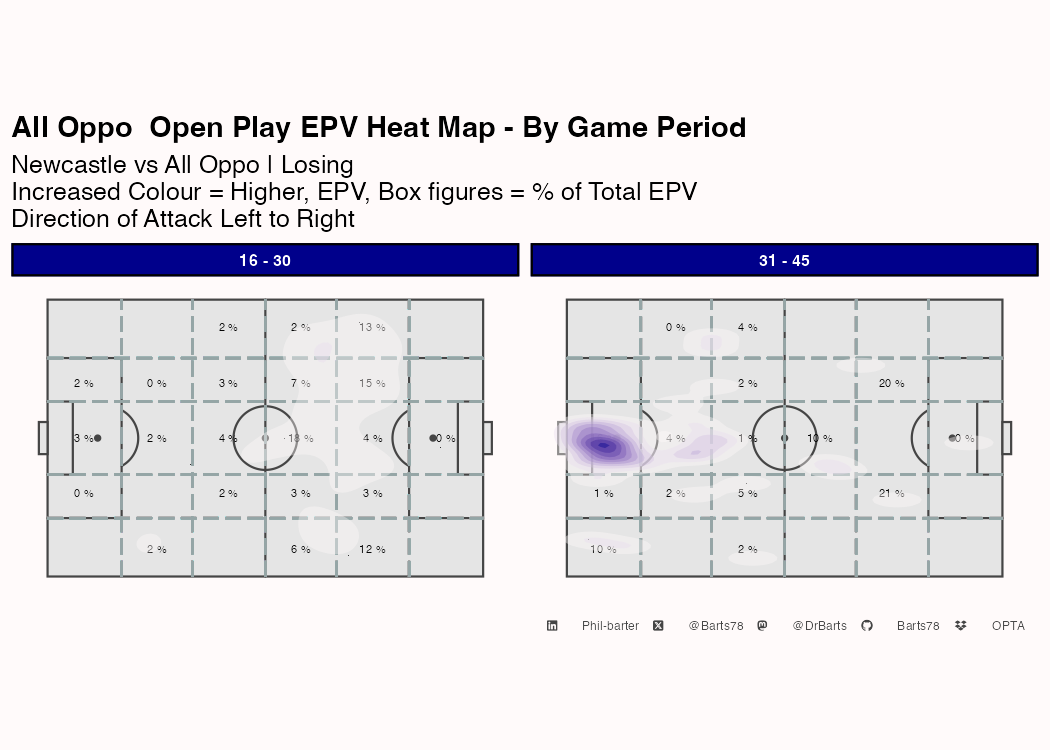 All Oppo  Open Play EPV Heat Map - By Game Period
Newcastle vs All Oppo | Losing
Increased Colour = Higher, EPV, Box figures = % of Total EPV
Direction of Attack Left to Right
16 - 30
2 % 2 % 13 %
2 % 0 % 3 % 7 % 15 %
3 % 2 % 4 % 18 % 4 % 0 %
0 % 2 % 3 % 3 %
2 % 6 % 12 %
31 - 45
0 % 4 %
2 % 20 %
4 % 1 % 10 % 0 %
1 % 2 % 5 % 21 %
10 % 2 %
Phil-barter @Barts78 @DrBarts Barts78 OPTA